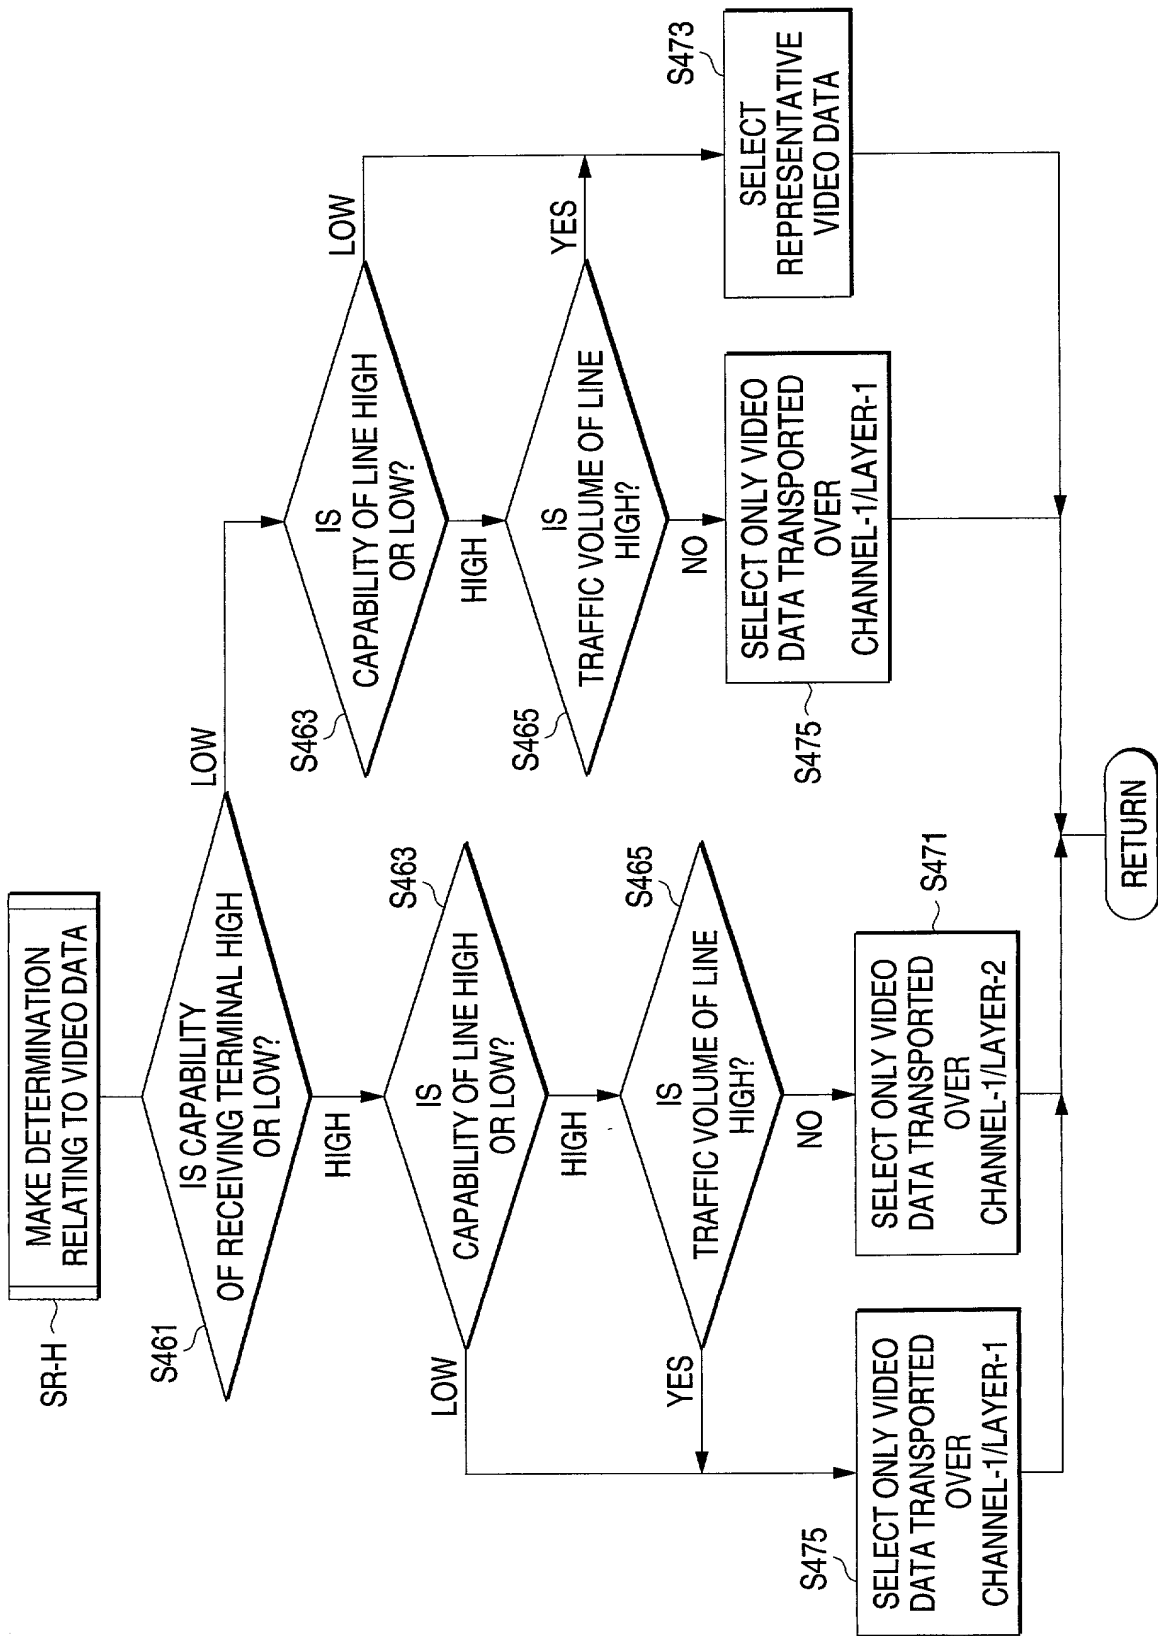 SR-H
MAKE DETERMINATION
RELATING TO VIDEO DATA
S461
IS CAPABILITY
OF RECEIVING TERMINAL HIGH
OR LOW?
LOW
HIGH
S463
IS
CAPABILITY OF LINE HIGH
OR LOW?
LOW
HIGH
S465
IS
TRAFFIC VOLUME OF LINE
HIGH?
YES
NO
S475
SELECT ONLY VIDEO
DATA TRANSPORTED
OVER
CHANNEL-1/LAYER-1
S471
SELECT ONLY VIDEO
DATA TRANSPORTED
OVER
CHANNEL-1/LAYER-2
S463
IS
CAPABILITY OF LINE HIGH
OR LOW?
LOW
HIGH
S465
IS
TRAFFIC VOLUME OF LINE
HIGH?
YES
NO
S475
SELECT ONLY VIDEO
DATA TRANSPORTED
OVER
CHANNEL-1/LAYER-1
S473
SELECT
REPRESENTATIVE
VIDEO DATA
RETURN